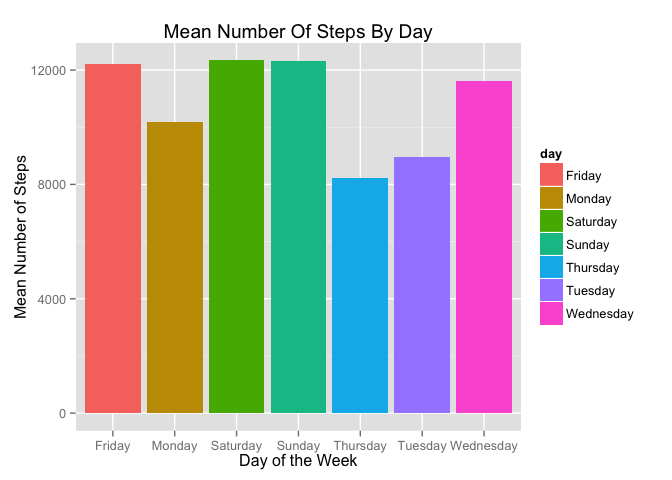 Mean Number Of Steps By Day
Mean Number of Steps
12000
8000
4000
0
Friday Monday Saturday Sunday Thursday Tuesday Wednesday
Day of the Week
day
Friday
Monday
Saturday
Sunday
Thursday
Tuesday
Wednesday